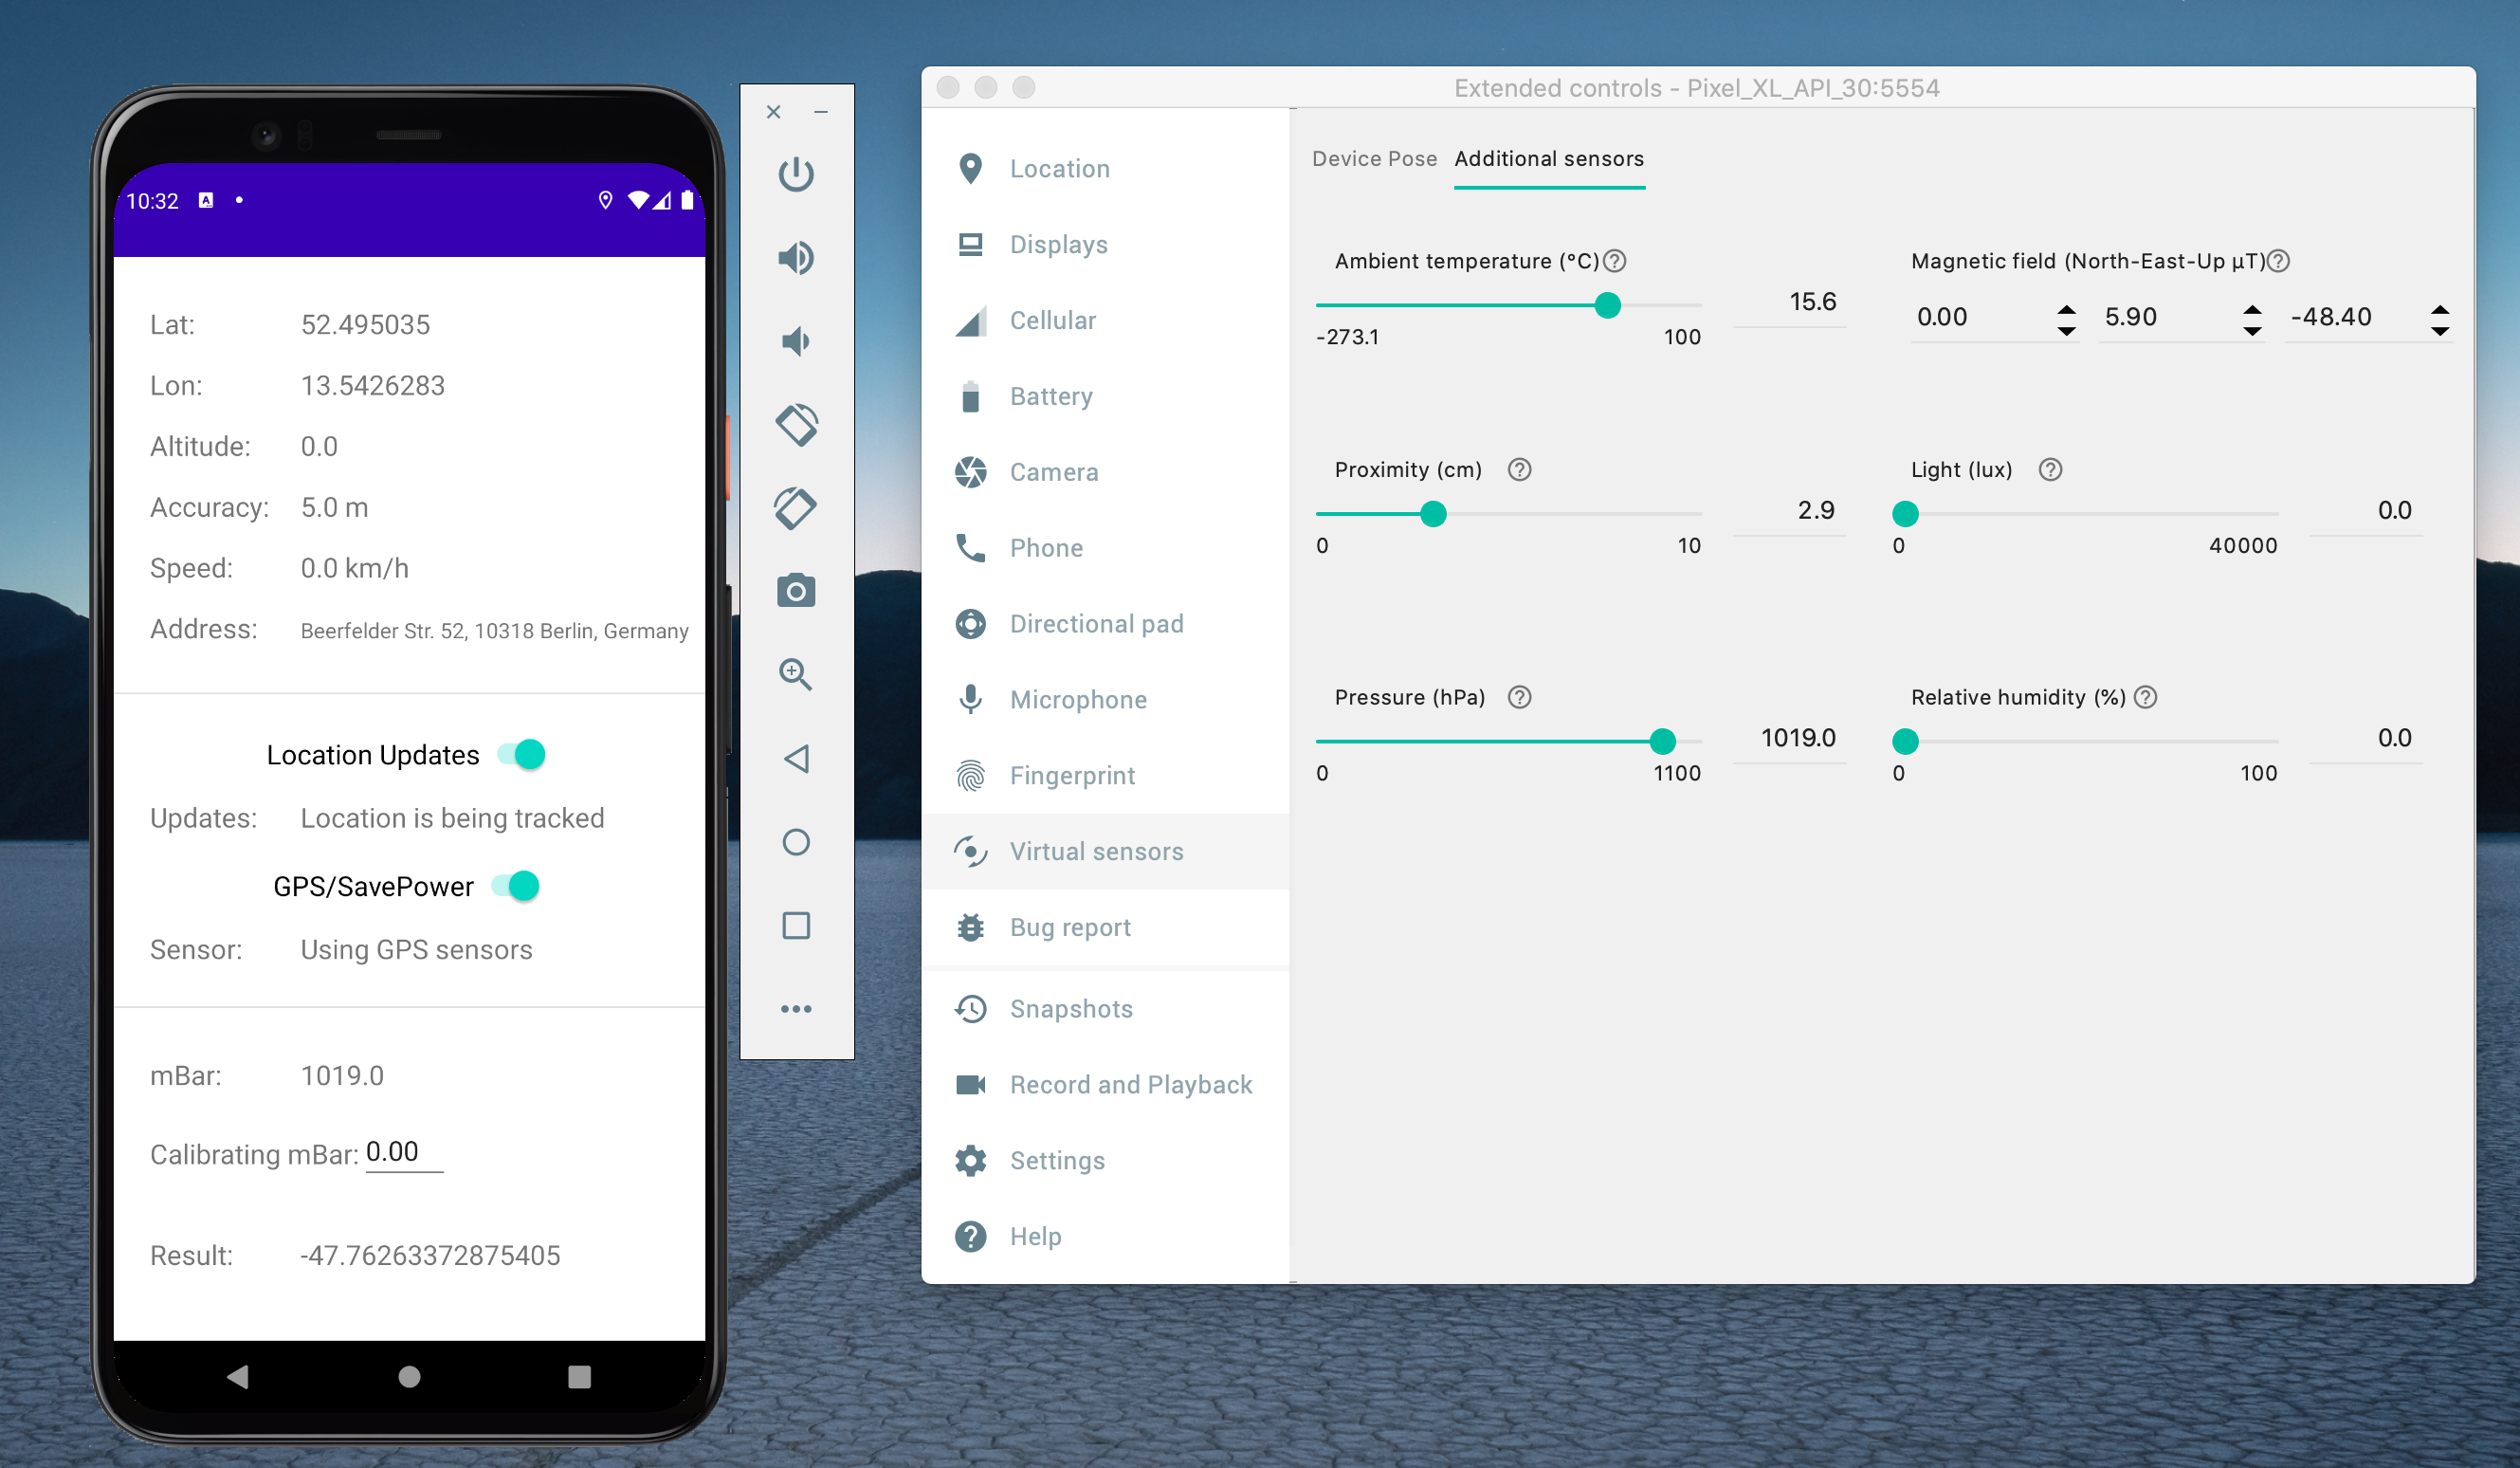 10:32
Lat: 52.495035
Lon: 13.5426283
Altitude: 0.0
Accuracy: 5.0 m
Speed: 0.0 km/h
Address: Beerfelder Str. 52, 10318 Berlin, Germany
Location Updates
Updates: Location is being tracked
GPS/SavePower
Sensor: Using GPS sensors
mBar: 1019.0
Calibrating mBar: 0.00
Result: -47.76263372875405
Extended controls - Pixel_XL_API_30:5554
Location
Displays
Cellular
Battery
Camera
Phone
Directional pad
Microphone
Fingerprint
Virtual sensors
Bug report
Snapshots
Record and Playback
Settings
Help
Device Pose Additional sensors
Ambient temperature (°C)
15.6
-273.1 100
Magnetic field (North-East-Up µT)
0.00 5.90 -48.40
Proximity (cm)
2.9
0 10
Light (lux)
0.0
0 40000
Pressure (hPa)
1019.0
0 1100
Relative humidity (%)
0.0
0 100